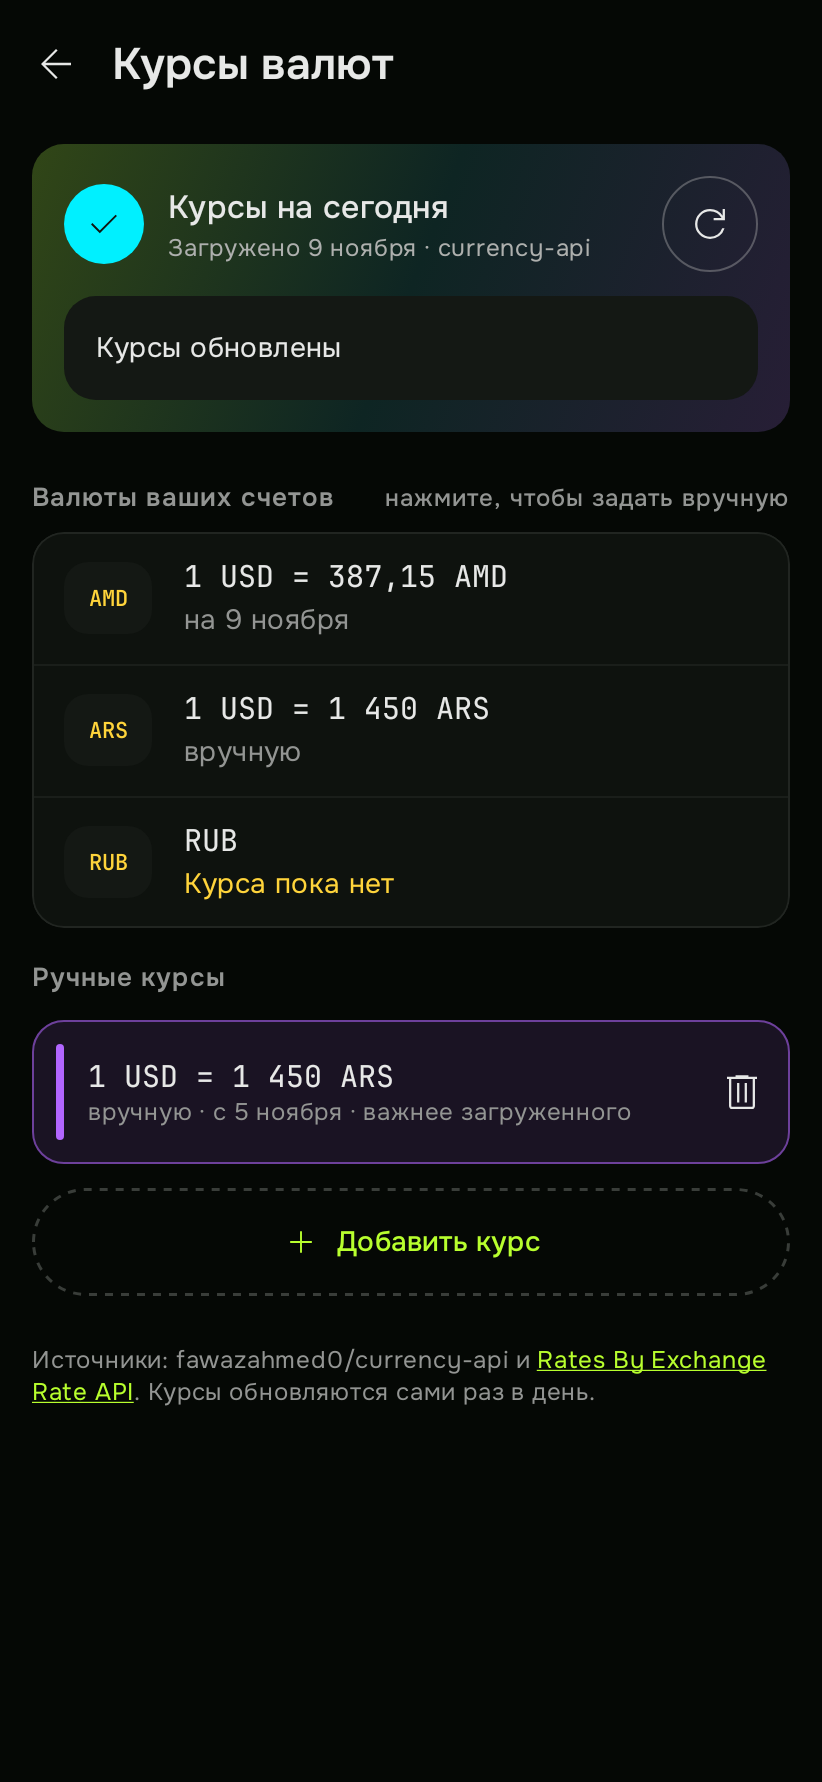 Курсы валют
Курсы на сегодня
Загружено 9 ноября · currency-api
Курсы обновлены
Валюты ваших счетов нажмите, чтобы задать вручную
AMD 1 USD = 387,15 AMD
на 9 ноября
ARS 1 USD = 1 450 ARS
вручную
RUB RUB
Курса пока нет
Ручные курсы
1 USD = 1 450 ARS
вручную · с 5 ноября · важнее загруженного
Добавить курс
Источники: fawazahmed0/currency-api и Rates By Exchange
Rate API. Курсы обновляются сами раз в день.